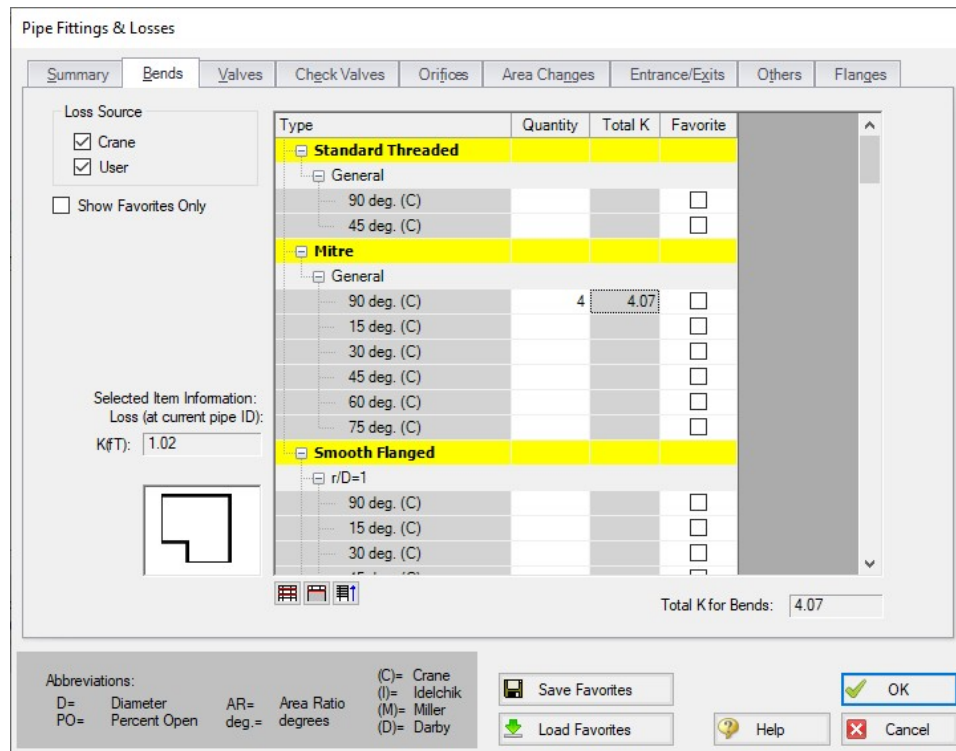 Pipe Fittings & Losses
Summary Bends Valves Check Valves Orifices Area Changes Entrance/Exits Others Flanges
Loss Source
Crane
User
Show Favorites Only
Type Quantity Total K Favorite
Standard Threaded
General
90 deg. (C)
45 deg. (C)
Mitre
General
90 deg. (C) 4 4.07
15 deg. (C)
30 deg. (C)
45 deg. (C)
60 deg. (C)
75 deg. (C)
Smooth Flanged
r/D=1
90 deg. (C)
15 deg. (C)
30 deg. (C)
Selected Item Information:
Loss (at current pipe ID):
K(fT): 1.02
Total K for Bends: 4.07
Abbreviations:
D= Diameter
PO= Percent Open
AR= Area Ratio
deg.= degrees
(C)= Crane
(I)= Idelchik
(M)= Miller
(D)= Darby
Save Favorites
Load Favorites
Help
OK
Cancel